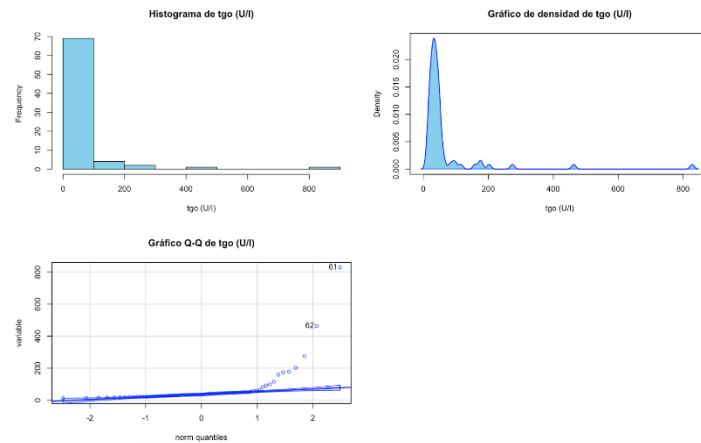 Histograma de tgo (U/l)
Frequency
0 10 20 30 40 50 60 70
0 200 400 600 800
tgo (U/l)
Gráfico de densidad de tgo (U/l)
Density
0.000 0.005 0.010 0.015 0.020
0 200 400 600 800
tgo (U/l)
Gráfico Q-Q de tgo (U/l)
variable
0 200 400 600 800
61
62
-2 -1 0 1 2
norm quantiles